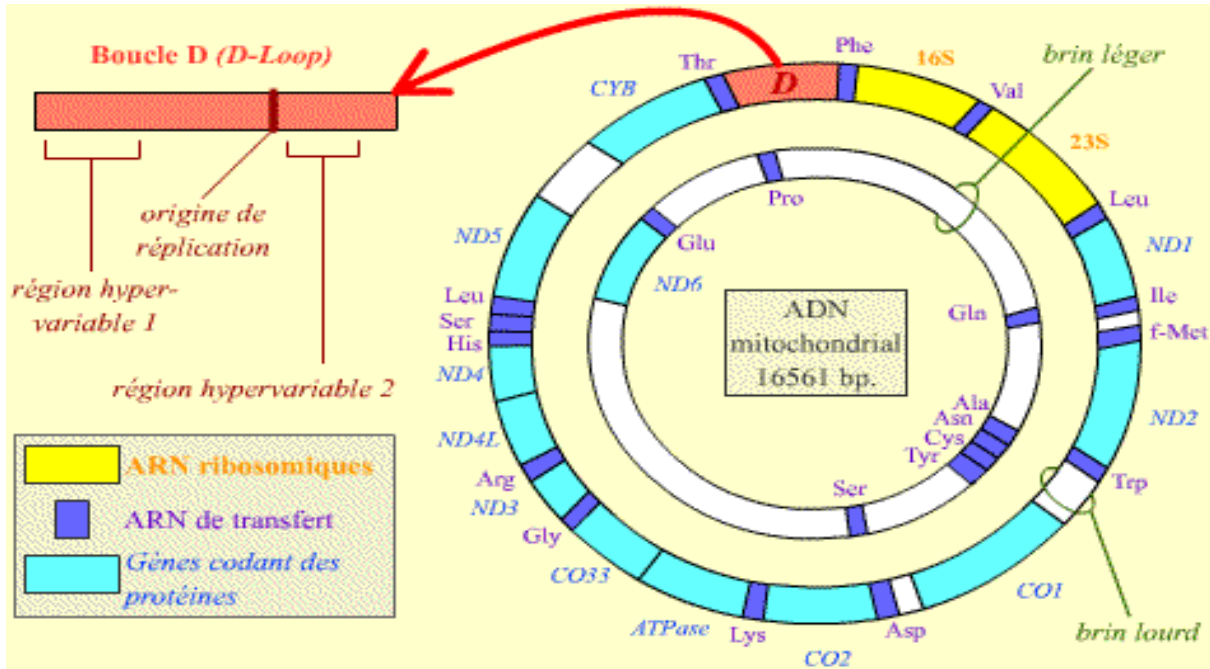 Boucle D (D-Loop)
origine de
réplication
région hyper-
variable 1
région hypervariable 2
ARN ribosomiques
ARN de transfert
Gènes codant des
protéines
D
Phe
16S
Val
23S
Leu
ND1
Ile
f-Met
ND2
Trp
CO1
Asp
CO2
Lys
ATPase
CO33
Gly
ND3
Arg
ND4L
ND4
His
Ser
Leu
ND5
CYB
Thr
brin léger
brin lourd
Pro
Glu
ND6
Gln
Ala
Asn
Cys
Tyr
Ser
ADN
mitochondrial
16561 bp.